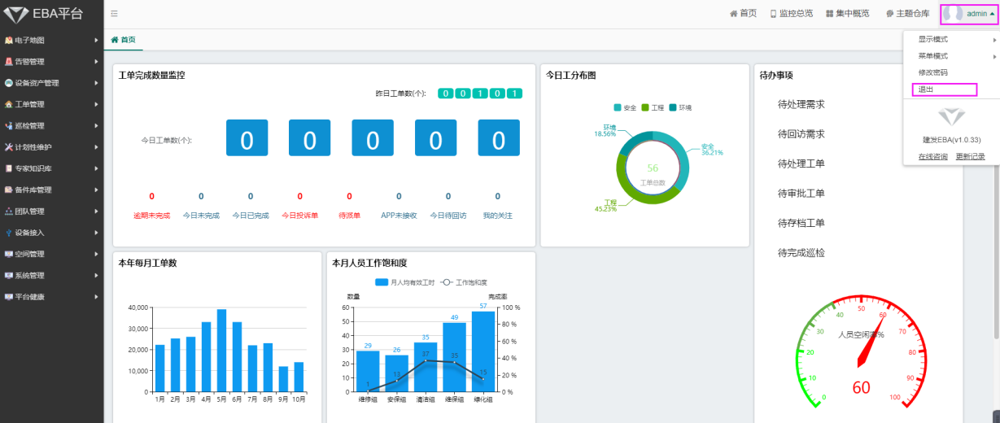 EBA平台
首页
监控总览
集中概览
主题仓库
admin
电子地图
告警管理
设备资产管理
工单管理
巡检管理
计划性维护
专家知识库
备件库管理
团队管理
设备接入
空间管理
系统管理
平台健康
首页
显示模式
菜单模式
修改密码
退出
建发EBA(v1.0.33)
在线咨询 更新记录
工单完成数量监控
昨日工单数(个): 0 0 1 0 1
今日工单数(个): 0 0 0 0 0
0 0 0 0 0 0 0 0
逾期未完成 今日未完成 今日已完成 今日投诉单 待派单 APP未接收 今日待回访 我的关注
今日工分布图
安全 工程 环境
环境
18.56%
安全
36.21%
56
工单总数
工程
45.23%
待办事项
待处理需求
待回访需求
待处理工单
待审批工单
待存档工单
待完成巡检
本年每月工单数
40,000
30,000
20,000
10,000
0
1月 2月 3月 4月 5月 6月 7月 8月 9月 10月
本月人员工作饱和度
月人均有效工时 工作饱和度
数量 完成率
60
50
40
30
20
10
0
100 %
80 %
60 %
40 %
20 %
0 %
29 26 35 49 57
1 13 37 35 15
维修组 安保组 清洁组 维保组 绿化组
0 10 20 30 40 50 60 70 80 90 100
60